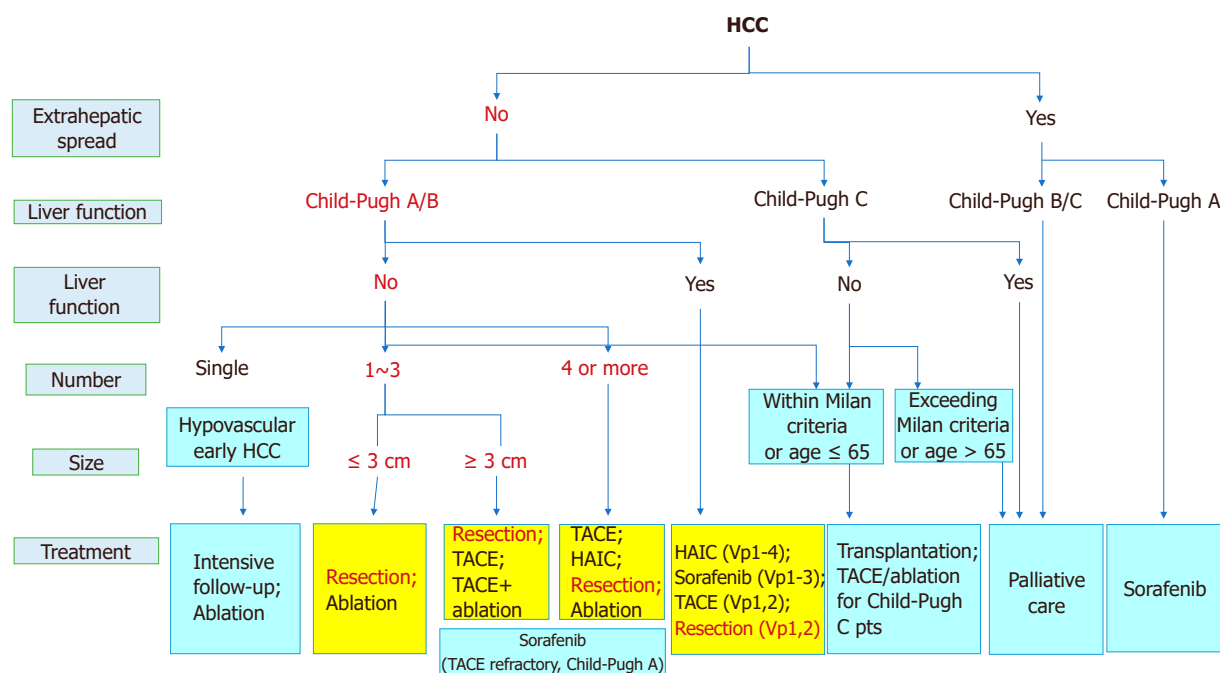 HCC
Extrahepatic
spread
No
Yes
Liver function
Child-Pugh A/B
Child-Pugh C
Child-Pugh B/C
Child-Pugh A
Liver
function
No
Yes
No
Yes
Number
Single
1~3
4 or more
Within Milan
criteria
or age ≤ 65
Exceeding
Milan criteria
or age > 65
Hypovascular
early HCC
Size
≤ 3 cm
≥ 3 cm
Treatment
Intensive
follow-up;
Ablation
Resection;
Ablation
Resection;
TACE;
TACE+
ablation
TACE;
HAIC;
Resection;
Ablation
Sorafenib
(TACE refractory, Child-Pugh A)
HAIC (Vp1-4);
Sorafenib (Vp1-3);
TACE (Vp1,2);
Resection (Vp1,2)
Transplantation;
TACE/ablation
for Child-Pugh
C pts
Palliative
care
Sorafenib